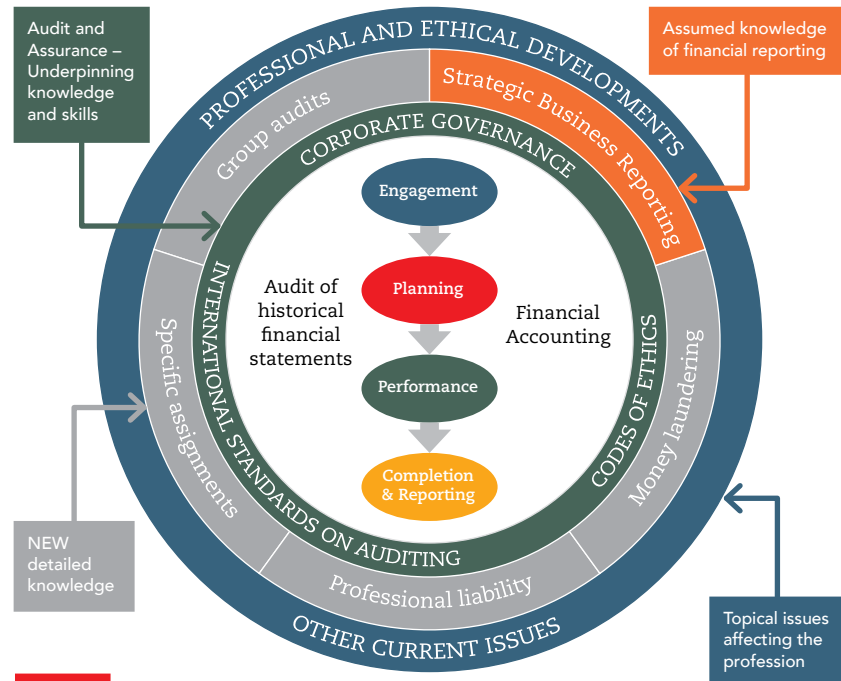 Audit and
Assurance –
Underpinning
knowledge
and skills
Assumed knowledge
of financial reporting
PROFESSIONAL AND ETHICAL DEVELOPMENTS
Group audits
Strategic Business Reporting
CORPORATE GOVERNANCE
Engagement
Planning
Audit of
historical
financial
statements
Financial
Accounting
Performance
Completion
& Reporting
INTERNATIONAL STANDARDS ON AUDITING
CODES OF ETHICS
Specific assignments
Money laundering
Professional liability
OTHER CURRENT ISSUES
NEW
detailed
knowledge
Topical issues
affecting the
profession